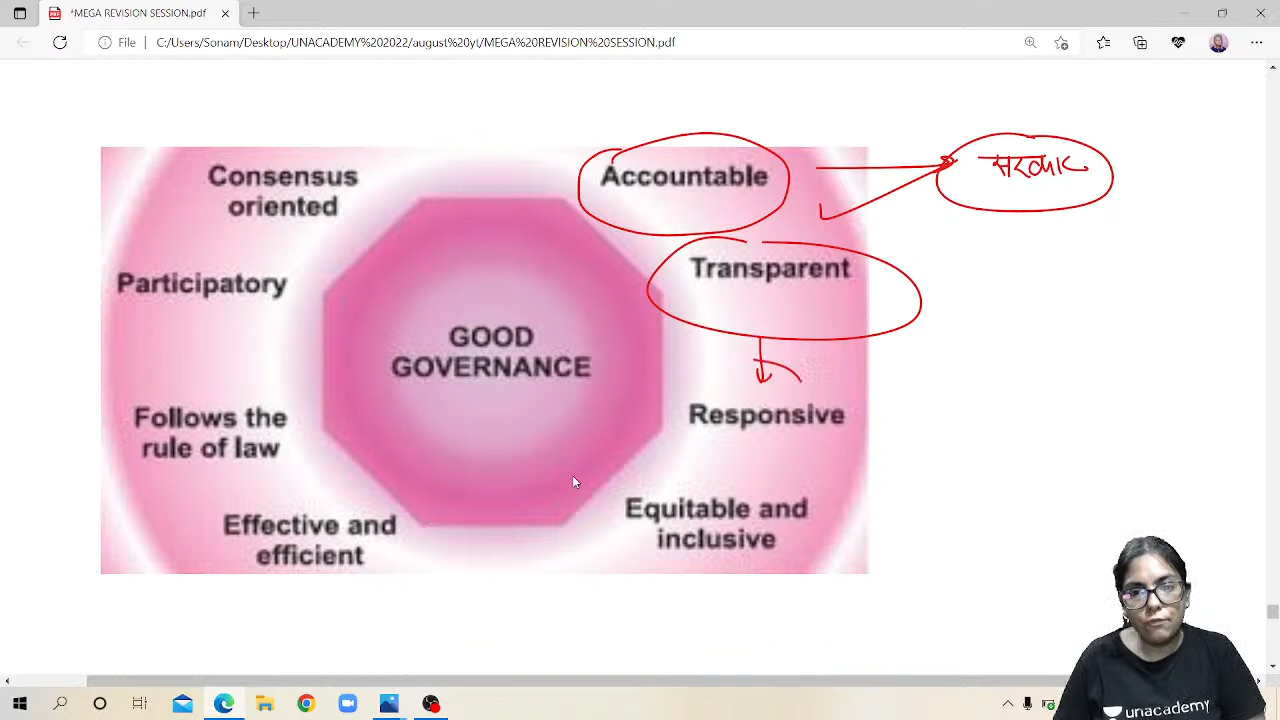 *MEGA REVISION SESSION.pdf
File
C:/Users/Sonam/Desktop/UNACADEMY%202022/august%20yt/MEGA%20REVISION%20SESSION.pdf
Consensus
oriented
Accountable
सरकार
Participatory
Transparent
GOOD
GOVERNANCE
Follows the
rule of law
Responsive
Effective and
efficient
Equitable and
inclusive
unacademy